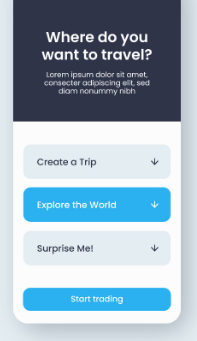 Where do you
want to travel?
Lorem ipsum dolor sit amet,
consectetuer adipiscing elit, sed
diam nonummy nibh
Create a Trip
Explore the World
Surprise Me!
Start trading